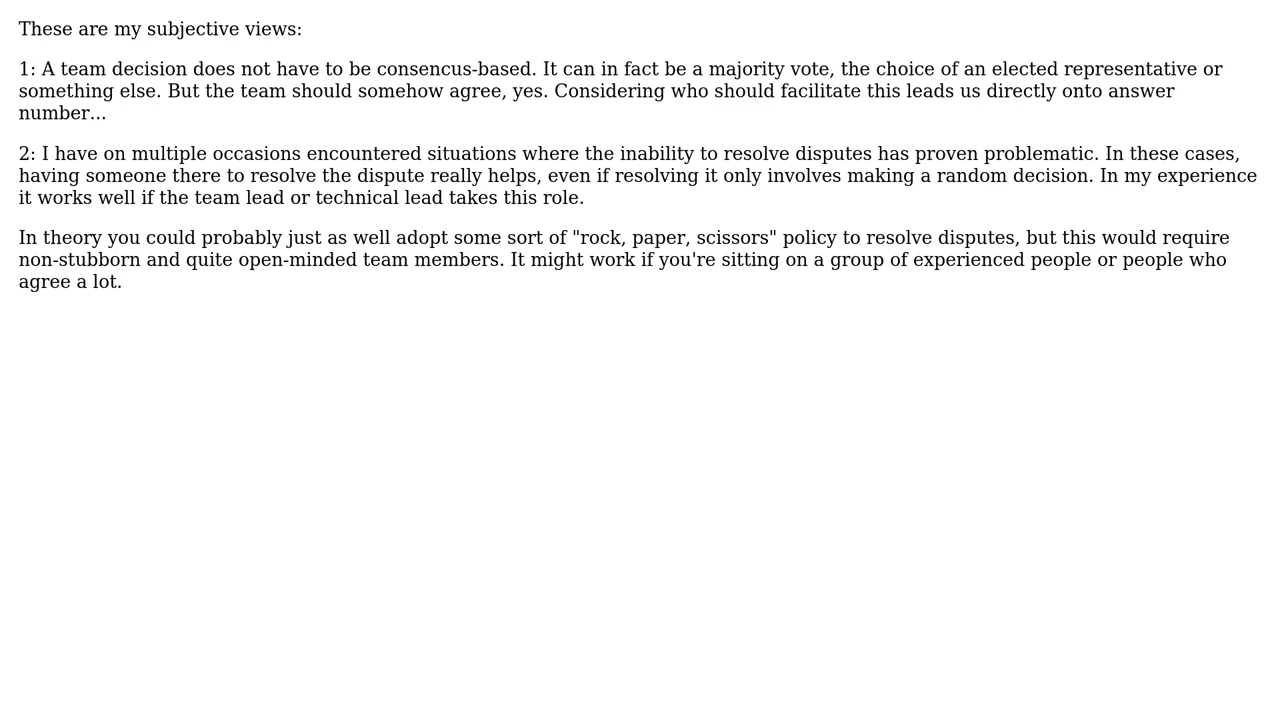 These are my subjective views:
1: A team decision does not have to be consencus-based. It can in fact be a majority vote, the choice of an elected representative or
something else. But the team should somehow agree, yes. Considering who should facilitate this leads us directly onto answer
number...
2: I have on multiple occasions encountered situations where the inability to resolve disputes has proven problematic. In these cases,
having someone there to resolve the dispute really helps, even if resolving it only involves making a random decision. In my experience
it works well if the team lead or technical lead takes this role.
In theory you could probably just as well adopt some sort of "rock, paper, scissors" policy to resolve disputes, but this would require
non-stubborn and quite open-minded team members. It might work if you're sitting on a group of experienced people or people who
agree a lot.